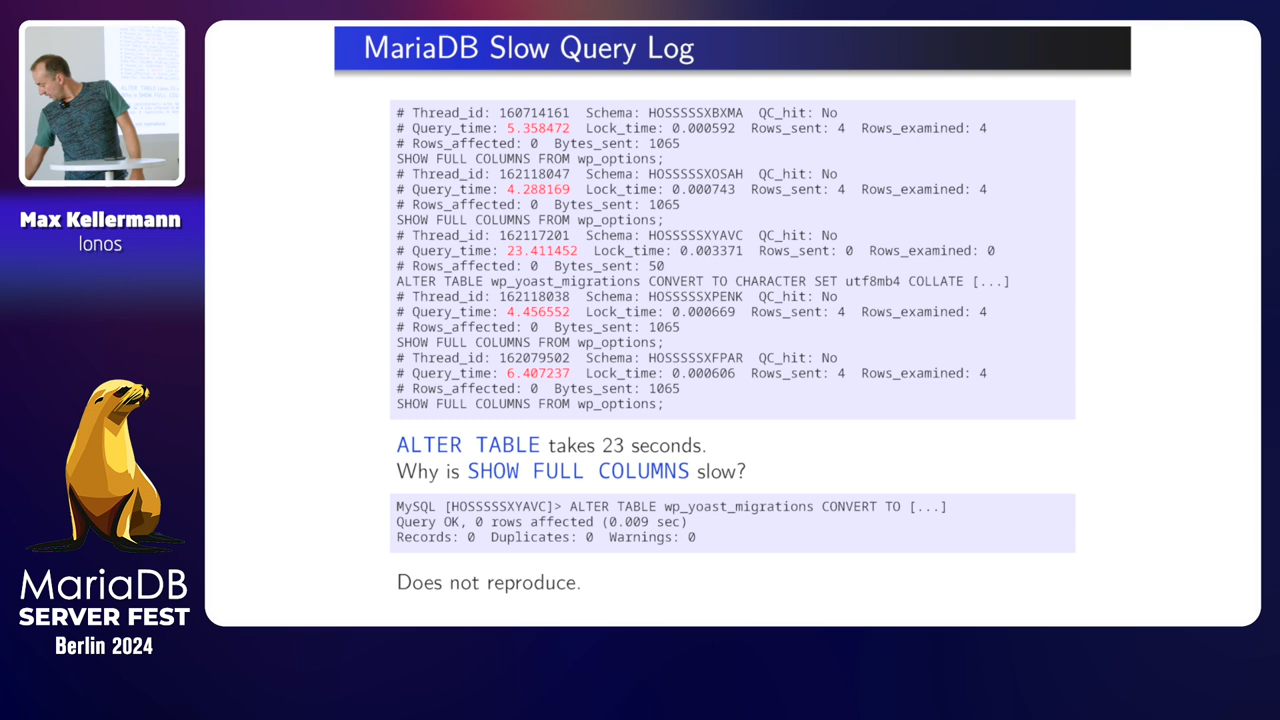 MariaDB Slow Query Log
# Thread_id: 160714161 Schema: HOSSSSSXBXMA QC_hit: No
# Query_time: 5.358472 Lock_time: 0.000592 Rows_sent: 4 Rows_examined: 4
# Rows_affected: 0 Bytes_sent: 1065
SHOW FULL COLUMNS FROM wp_options;
# Thread_id: 162118047 Schema: HOSSSSSXOSAH QC_hit: No
# Query_time: 4.288169 Lock_time: 0.000743 Rows_sent: 4 Rows_examined: 4
# Rows_affected: 0 Bytes_sent: 1065
SHOW FULL COLUMNS FROM wp_options;
# Thread_id: 162117201 Schema: HOSSSSSXYAVC QC_hit: No
# Query_time: 23.411452 Lock_time: 0.003371 Rows_sent: 0 Rows_examined: 0
# Rows_affected: 0 Bytes_sent: 50
ALTER TABLE wp_yoast_migrations CONVERT TO CHARACTER SET utf8mb4 COLLATE [...]
# Thread_id: 162118038 Schema: HOSSSSSXPENK QC_hit: No
# Query_time: 4.456552 Lock_time: 0.000669 Rows_sent: 4 Rows_examined: 4
# Rows_affected: 0 Bytes_sent: 1065
SHOW FULL COLUMNS FROM wp_options;
# Thread_id: 162079502 Schema: HOSSSSSXFPAR QC_hit: No
# Query_time: 6.407237 Lock_time: 0.000606 Rows_sent: 4 Rows_examined: 4
# Rows_affected: 0 Bytes_sent: 1065
SHOW FULL COLUMNS FROM wp_options;
ALTER TABLE takes 23 seconds.
Why is SHOW FULL COLUMNS slow?
MySQL [HOSSSSSXYAVC]> ALTER TABLE wp_yoast_migrations CONVERT TO [...]
Query OK, 0 rows affected (0.009 sec)
Records: 0 Duplicates: 0 Warnings: 0
Does not reproduce.
Max Kellermann
Ionos
MariaDB
SERVER FEST
Berlin 2024